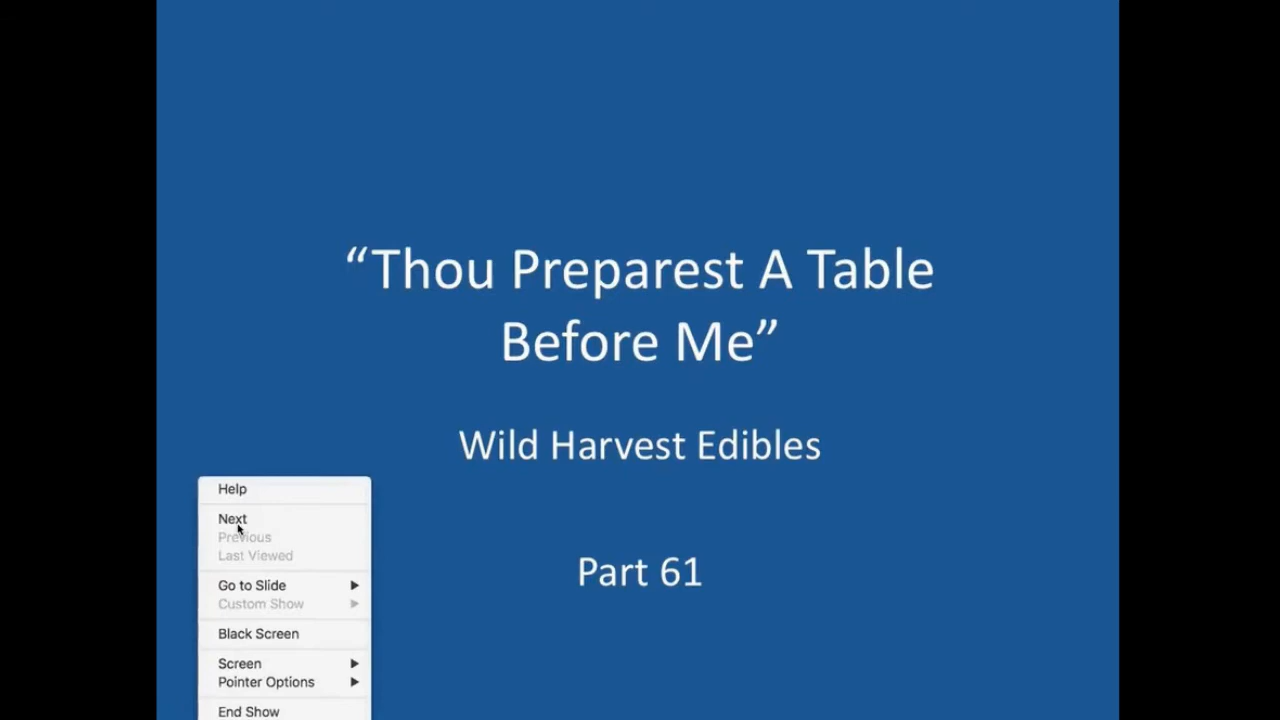 “Thou Preparest A Table
Before Me”
Wild Harvest Edibles
Part 61
Help
Next
Previous
Last Viewed
Go to Slide
Custom Show
Black Screen
Screen
Pointer Options
End Show